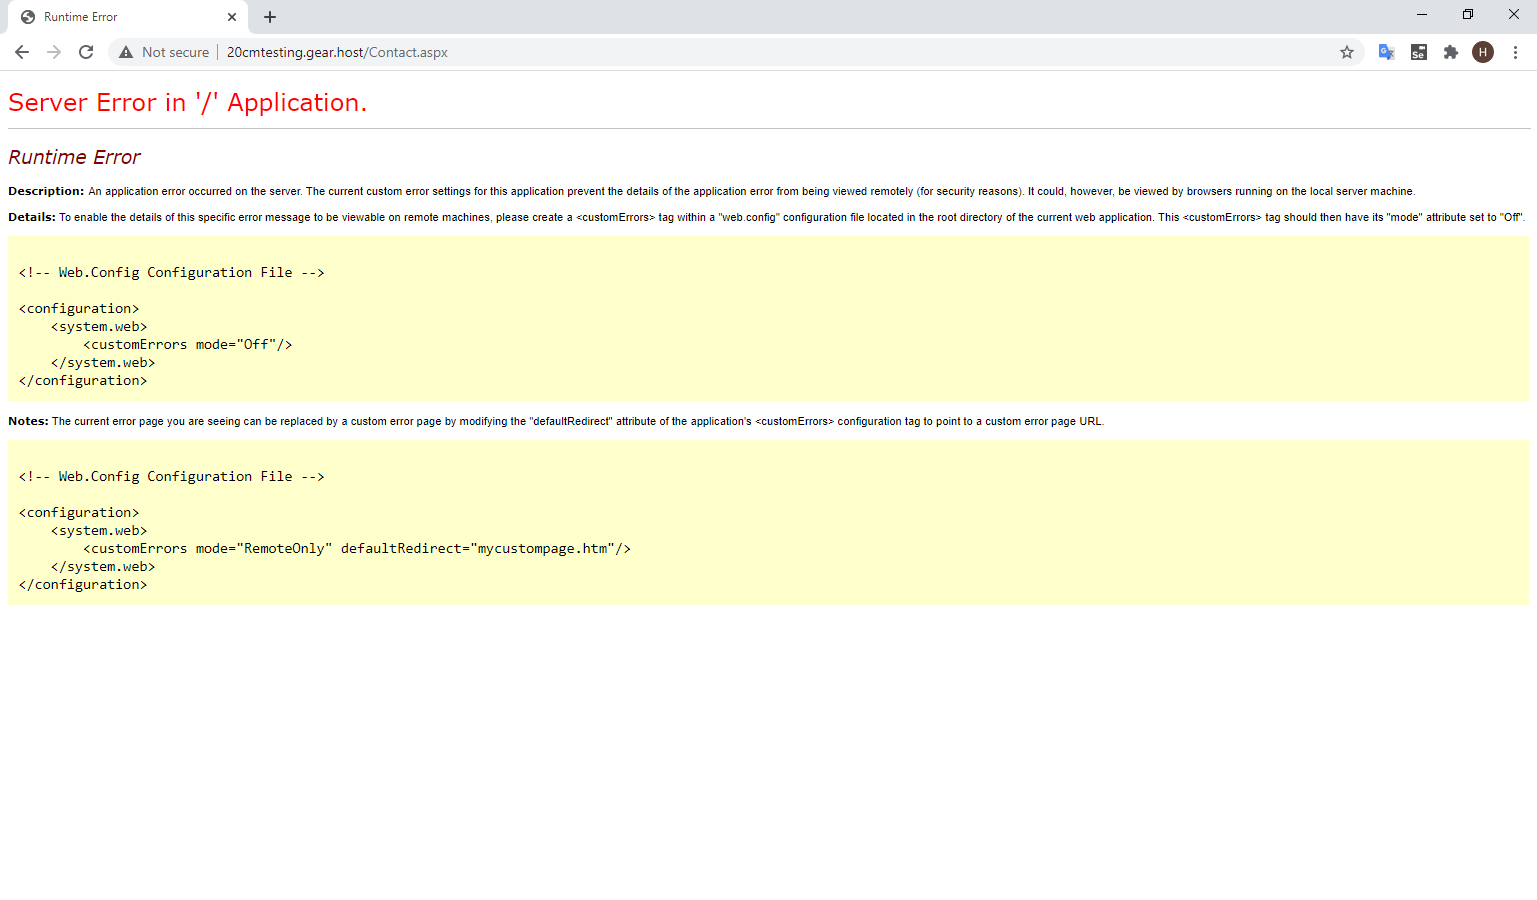 Runtime Error
Not secure
20cmtesting.gear.host/Contact.aspx
Se
H
Server Error in '/' Application.
Runtime Error
Description: An application error occurred on the server. The current custom error settings for this application prevent the details of the application error from being viewed remotely (for security reasons). It could, however, be viewed by browsers running on the local server machine.
Details: To enable the details of this specific error message to be viewable on remote machines, please create a <customErrors> tag within a "web.config" configuration file located in the root directory of the current web application. This <customErrors> tag should then have its "mode" attribute set to "Off".
<!-- Web.Config Configuration File -->
<configuration>
    <system.web>
        <customErrors mode="Off"/>
    </system.web>
</configuration>
Notes: The current error page you are seeing can be replaced by a custom error page by modifying the "defaultRedirect" attribute of the application's <customErrors> configuration tag to point to a custom error page URL.
<!-- Web.Config Configuration File -->
<configuration>
    <system.web>
        <customErrors mode="RemoteOnly" defaultRedirect="mycustompage.htm"/>
    </system.web>
</configuration>